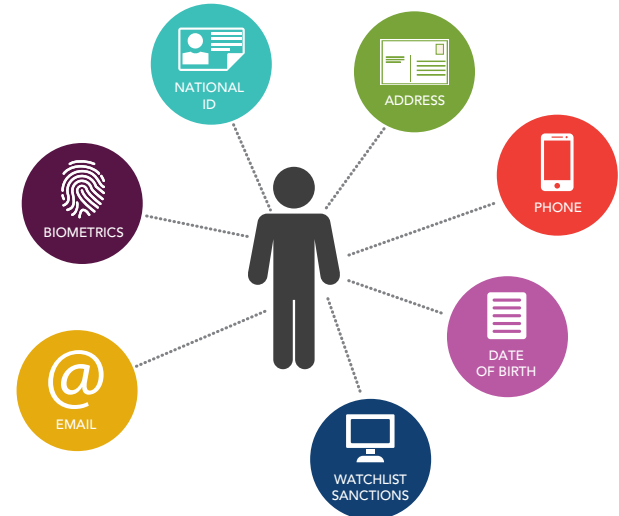 NATIONAL
ID
ADDRESS
PHONE
BIOMETRICS
DATE
OF BIRTH
@
EMAIL
WATCHLIST
SANCTIONS